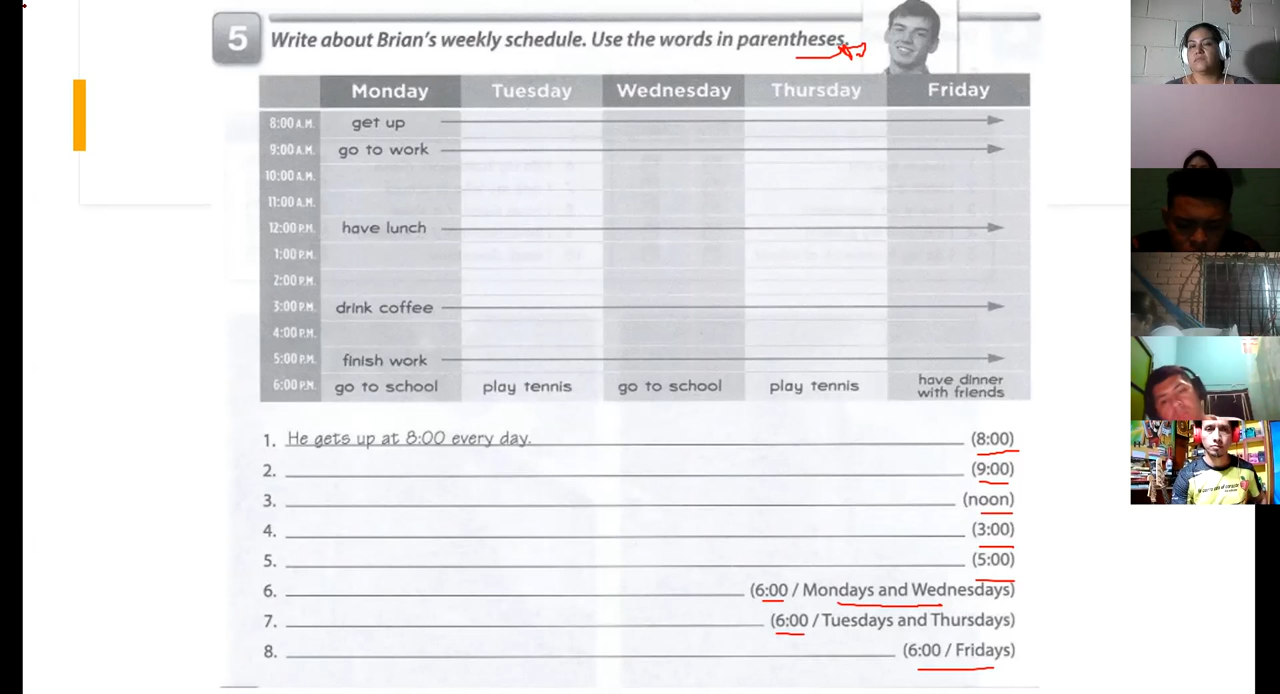 5 Write about Brian's weekly schedule. Use the words in parentheses.
Monday Tuesday Wednesday Thursday Friday
8:00 A.M. get up
9:00 A.M. go to work
10:00 A.M.
11:00 A.M.
12:00 P.M. have lunch
1:00 P.M.
2:00 P.M.
3:00 P.M. drink coffee
4:00 P.M.
5:00 P.M. finish work
6:00 P.M. go to school play tennis go to school play tennis have dinner
with friends
1. He gets up at 8:00 every day. (8:00)
2. (9:00)
3. (noon)
4. (3:00)
5. (5:00)
6. (6:00 / Mondays and Wednesdays)
7. (6:00 / Tuesdays and Thursdays)
8. (6:00 / Fridays)